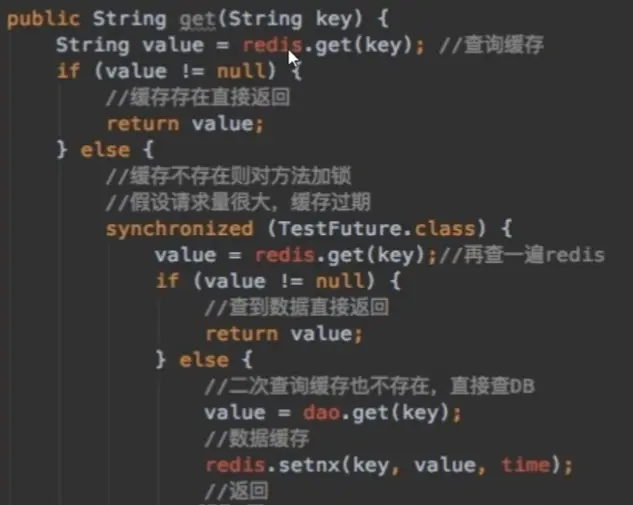 public String get(String key) {
String value = redis.get(key); //查询缓存
if (value != null) {
//缓存存在直接返回
return value;
} else {
//缓存不存在则对方法加锁
//假设请求量很大，缓存过期
synchronized (TestFuture.class) {
value = redis.get(key);//再查一遍redis
if (value != null) {
//查到数据直接返回
return value;
} else {
//二次查询缓存也不存在，直接查DB
value = dao.get(key);
//数据缓存
redis.setnx(key, value, time);
//返回